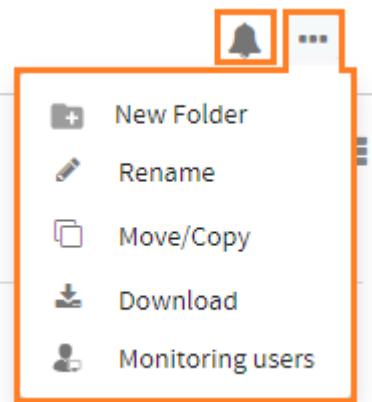 New Folder
Rename
Move/Copy
Download
Monitoring users